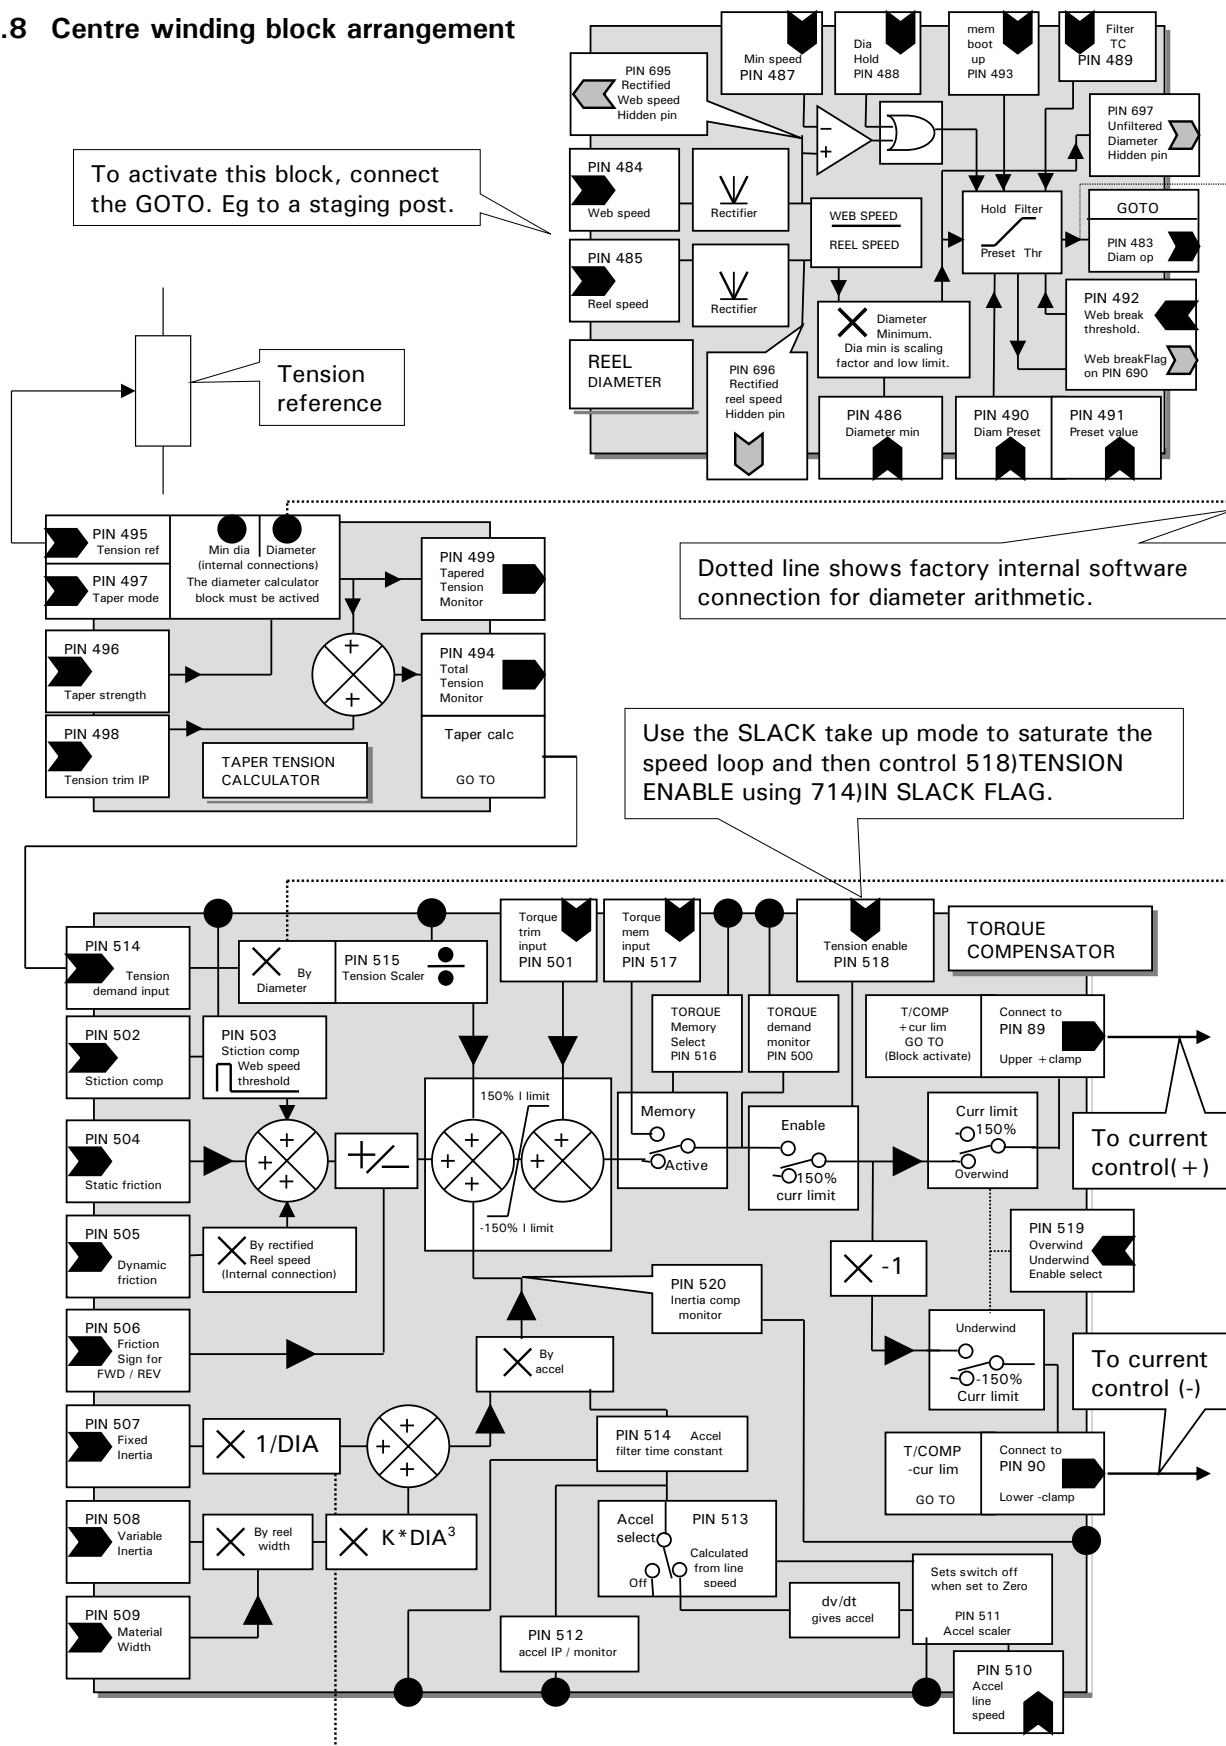 .8 Centre winding block arrangement
Min speed
PIN 487
Dia
Hold
PIN 488
mem
boot
up
PIN 493
Filter
TC
PIN 489
PIN 695
Rectified
Web speed
Hidden pin
PIN 697
Unfiltered
Diameter
Hidden pin
To activate this block, connect
the GOTO. Eg to a staging post.
PIN 484
Web speed
Rectifier
WEB SPEED
REEL SPEED
Hold Filter
Preset Thr
GOTO
PIN 483
Diam op
PIN 485
Reel speed
Rectifier
PIN 492
Web break
threshold.
Web breakFlag
on PIN 690
Diameter
Minimum.
Dia min is scaling
factor and low limit.
REEL
DIAMETER
PIN 696
Rectified
reel speed
Hidden pin
PIN 486
Diameter min
PIN 490
Diam Preset
PIN 491
Preset value
Tension
reference
PIN 495
Tension ref
PIN 497
Taper mode
Min dia
Diameter
(internal connections)
The diameter calculator
block must be actived
PIN 499
Tapered
Tension
Monitor
Dotted line shows factory internal software
connection for diameter arithmetic.
PIN 496
Taper strength
+
+
PIN 494
Total
Tension
Monitor
PIN 498
Tension trim IP
TAPER TENSION
CALCULATOR
Taper calc
GO TO
Use the SLACK take up mode to saturate the
speed loop and then control 518)TENSION
ENABLE using 714)IN SLACK FLAG.
PIN 514
Tension
demand input
By
Diameter
PIN 515
Tension Scaler
Torque
trim
input
PIN 501
Torque
mem
input
PIN 517
Tension enable
PIN 518
TORQUE
COMPENSATOR
PIN 502
Stiction comp
PIN 503
Stiction comp
Web speed
threshold
TORQUE
Memory
Select
PIN 516
TORQUE
demand
monitor
PIN 500
T/COMP
+cur lim
GO TO
(Block activate)
Connect to
PIN 89
Upper +clamp
150% I limit
-150% I limit
Memory
Active
Enable
150%
curr limit
Curr limit
150%
Overwind
To current
control(+)
PIN 504
Static friction
+
+
+
+/-
+
+
+
+
+
PIN 505
Dynamic
friction
By rectified
Reel speed
(Internal connection)
-1
PIN 519
Overwind
Underwind
Enable select
PIN 520
Inertia comp
monitor
PIN 506
Friction
Sign for
FWD / REV
By
accel
Underwind
-150%
Curr limit
To current
control (-)
PIN 507
Fixed
Inertia
1/DIA
+
+
+
PIN 514 Accel
filter time constant
T/COMP
-cur lim
GO TO
Connect to
PIN 90
Lower -clamp
PIN 508
Variable
Inertia
By reel
width
K*DIA³
Accel
select
PIN 513
Calculated
from line
speed
Off
dv/dt
gives accel
Sets switch off
when set to Zero
PIN 511
Accel scaler
PIN 509
Material
Width
PIN 512
accel IP / monitor
PIN 510
Accel
line
speed